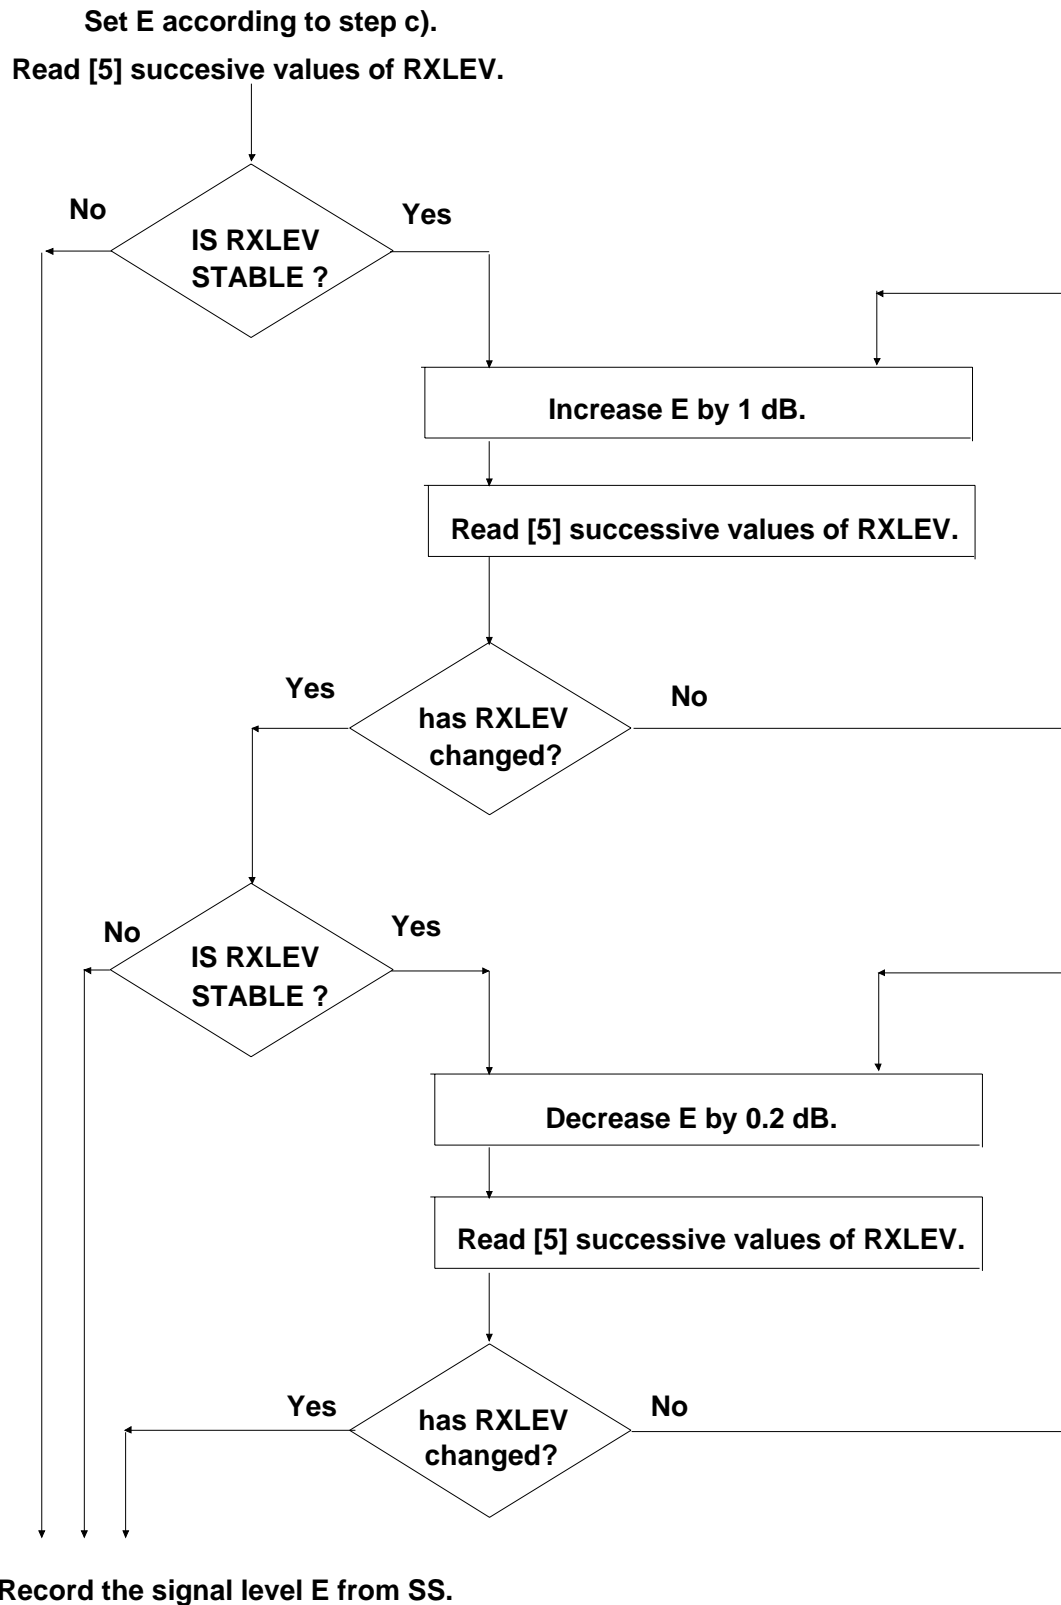 Set E according to step c).
Read [5] succesive values of RXLEV.
No
Yes
IS RXLEV
STABLE ?
Increase E by 1 dB.
Read [5] successive values of RXLEV.
Yes
No
has RXLEV
changed?
No
Yes
IS RXLEV
STABLE ?
Decrease E by 0.2 dB.
Read [5] successive values of RXLEV.
Yes
No
has RXLEV
changed?
Record the signal level E from SS.